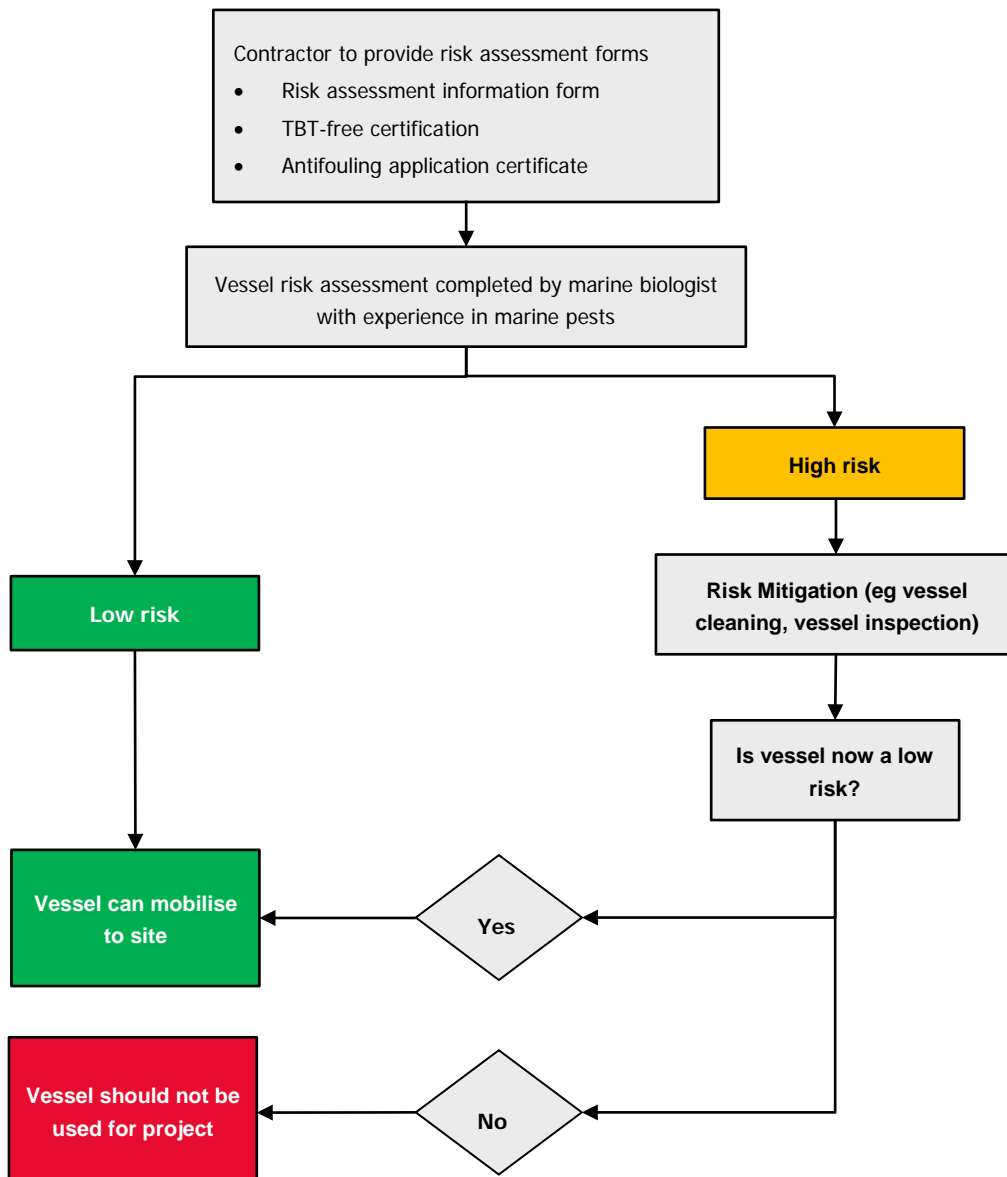 Contractor to provide risk assessment forms
• Risk assessment information form
• TBT-free certification
• Antifouling application certificate
Vessel risk assessment completed by marine biologist
with experience in marine pests
High risk
Low risk
Risk Mitigation (eg vessel
cleaning, vessel inspection)
Is vessel now a low
risk?
Vessel can mobilise
to site
Yes
Vessel should not be
used for project
No